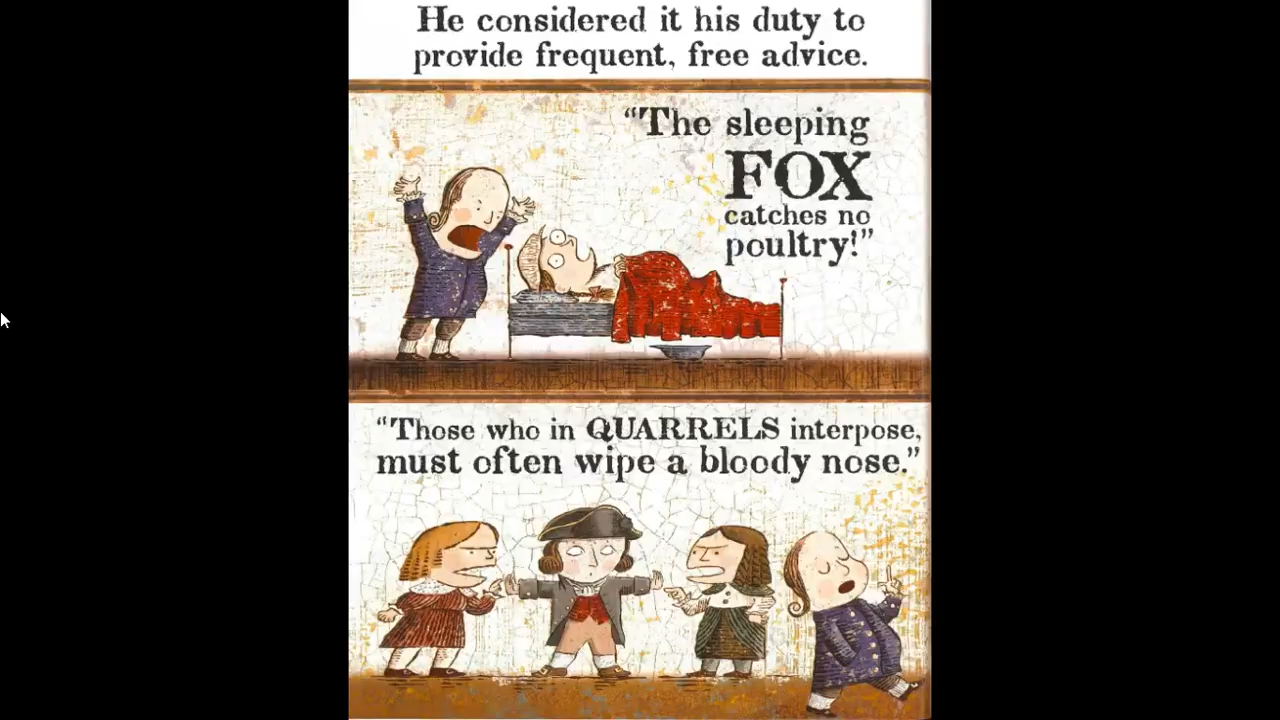 He considered it his duty to
provide frequent, free advice.
“The sleeping
FOX
catches no
poultry!”
“Those who in QUARRELS interpose,
must often wipe a bloody nose.”